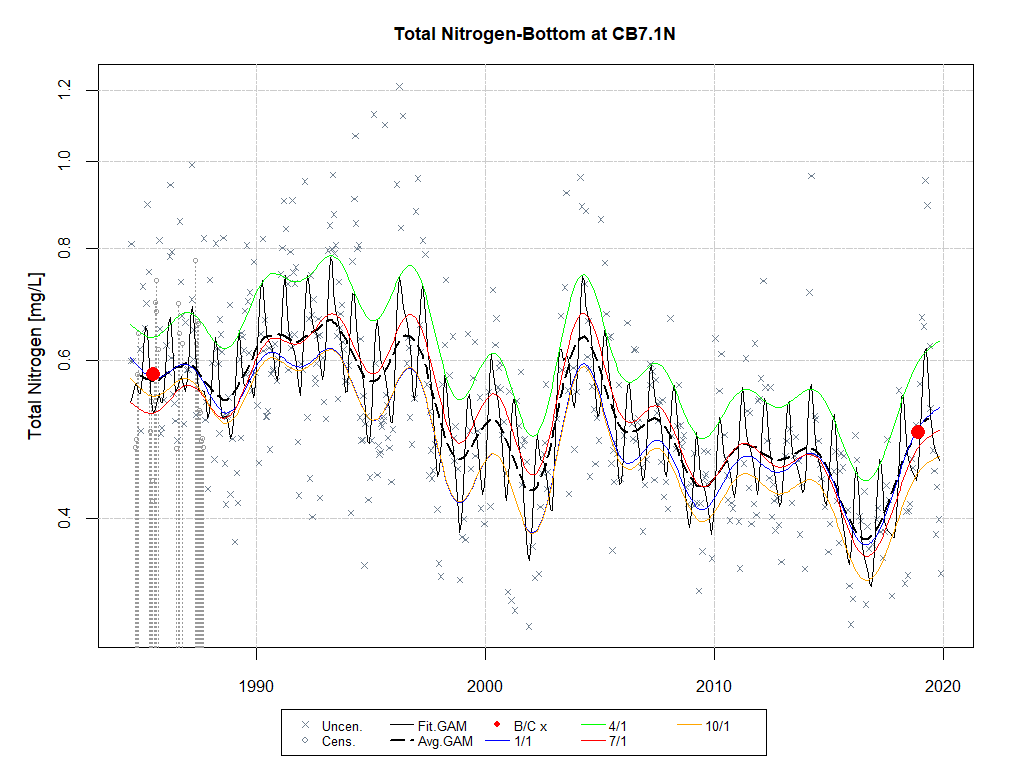 Total Nitrogen-Bottom at CB7.1N
Total Nitrogen [mg/L]
1.2
1.0
0.8
0.6
0.4
1990 2000 2010 2020
Uncen. Fit.GAM B/C x 4/1 10/1
Cens. Avg.GAM 1/1 7/1